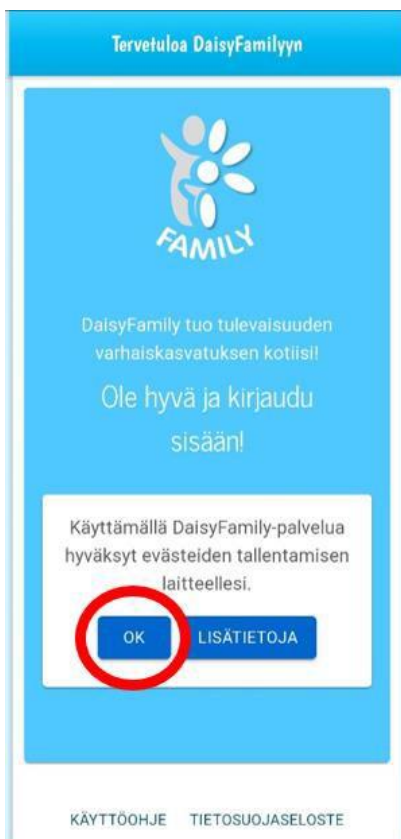 Tervetuloa DaisyFamilyyn
FAMILY
DaisyFamily tuo tulevaisuuden
varhaiskasvatuksen kotiisi!
Ole hyvä ja kirjaudu
sisään!
Käyttämällä DaisyFamily-palvelua
hyväksyt evästeiden tallentamisen
laitteellesi.
OK LISÄTIETOJA
KÄYTTÖOHJE TIETOSUOJASELOSTE